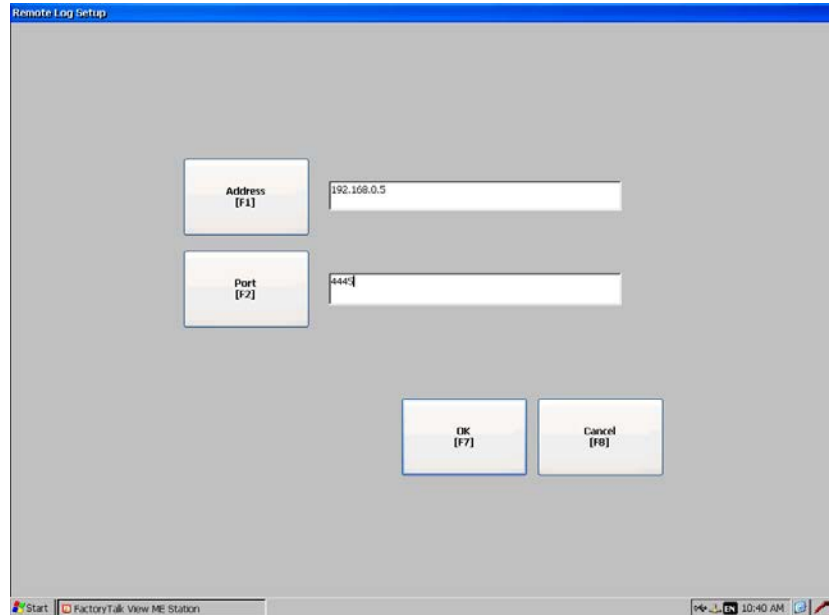 Remote Log Setup
Address
[F1]
192.168.0.5
Port
[F2]
4445
OK
[F7]
Cancel
[F8]
Start
FactoryTalk View ME Station
EN
10:40 AM